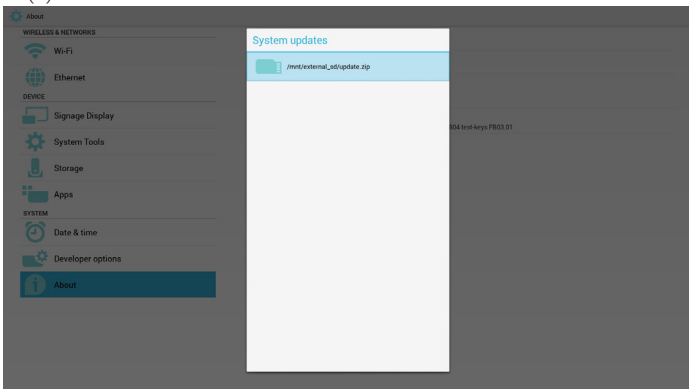 About
WIRELESS & NETWORKS
Wi-Fi
Ethernet
DEVICE
Signage Display
System Tools
Storage
Apps
SYSTEM
Date & time
Developer options
About
System updates
/mnt/external_sd/update.zip
804 test-keys FB03.01